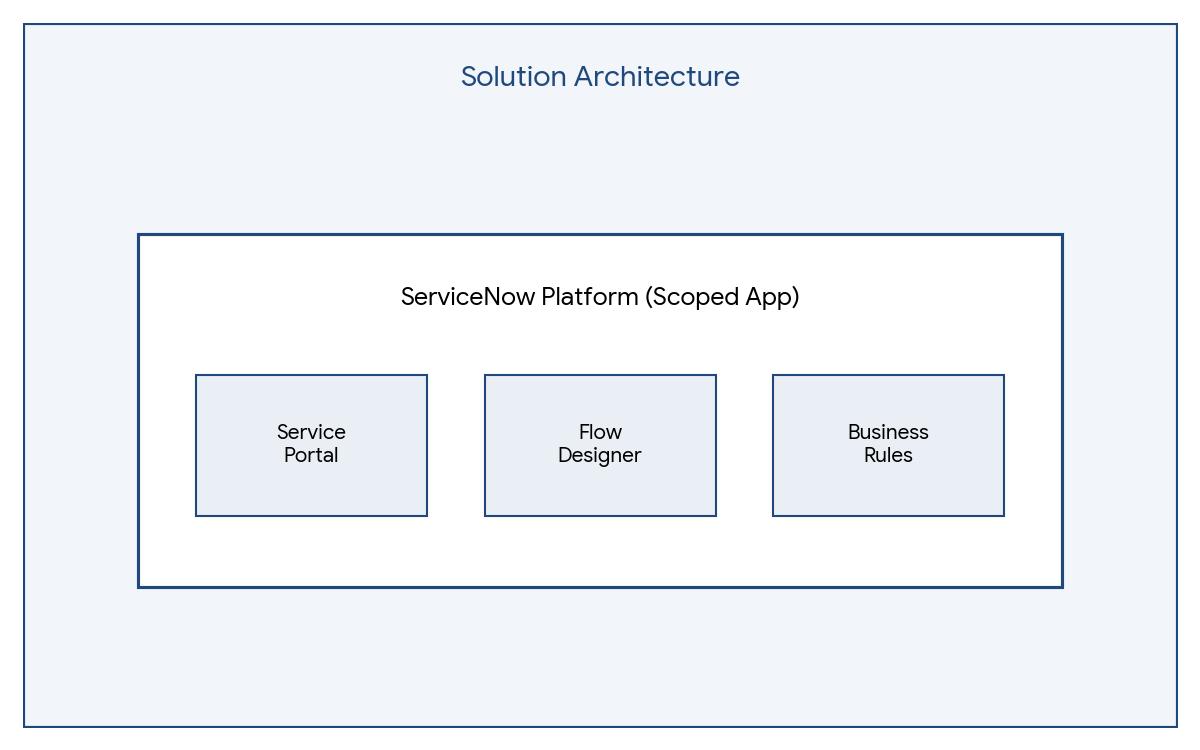 Solution Architecture
ServiceNow Platform (Scoped App)
Service
Portal
Flow
Designer
Business
Rules